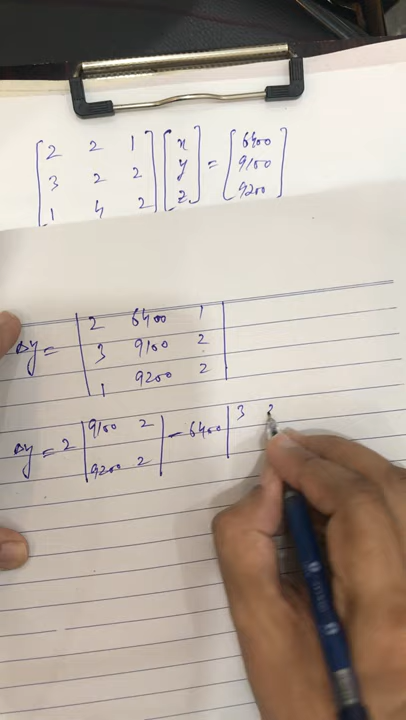 [2 2 1] [x] = [6400]
[3 2 2] [y] [9100]
[1 4 2] [z] [9200]
Δy = |2 6400 1|
|3 9100 2|
|1 9200 2|
Δy = 2 |9100 2| - 6400 |3
|9200 2|